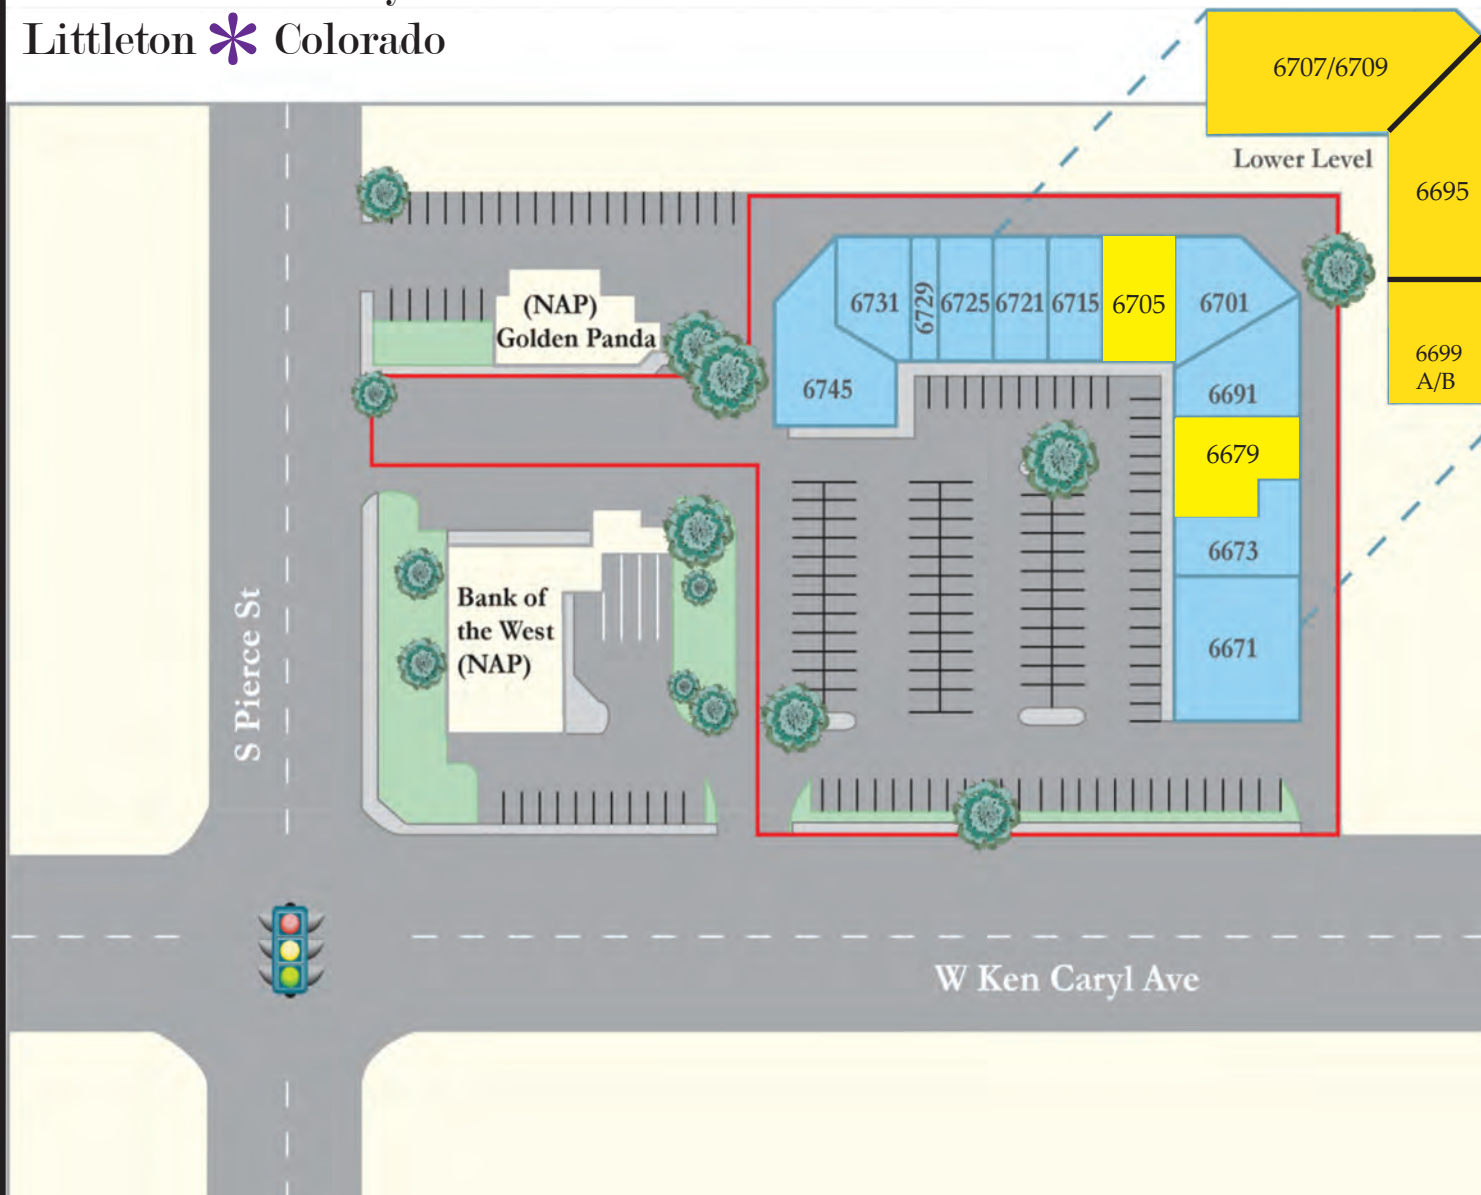 Littleton * Colorado
6707/6709
Lower Level
6695
6699
A/B
(NAP)
Golden Panda
6731
6729
6725
6721
6715
6705
6701
6745
6691
6679
6673
6671
Bank of
the West
(NAP)
S Pierce St
W Ken Caryl Ave